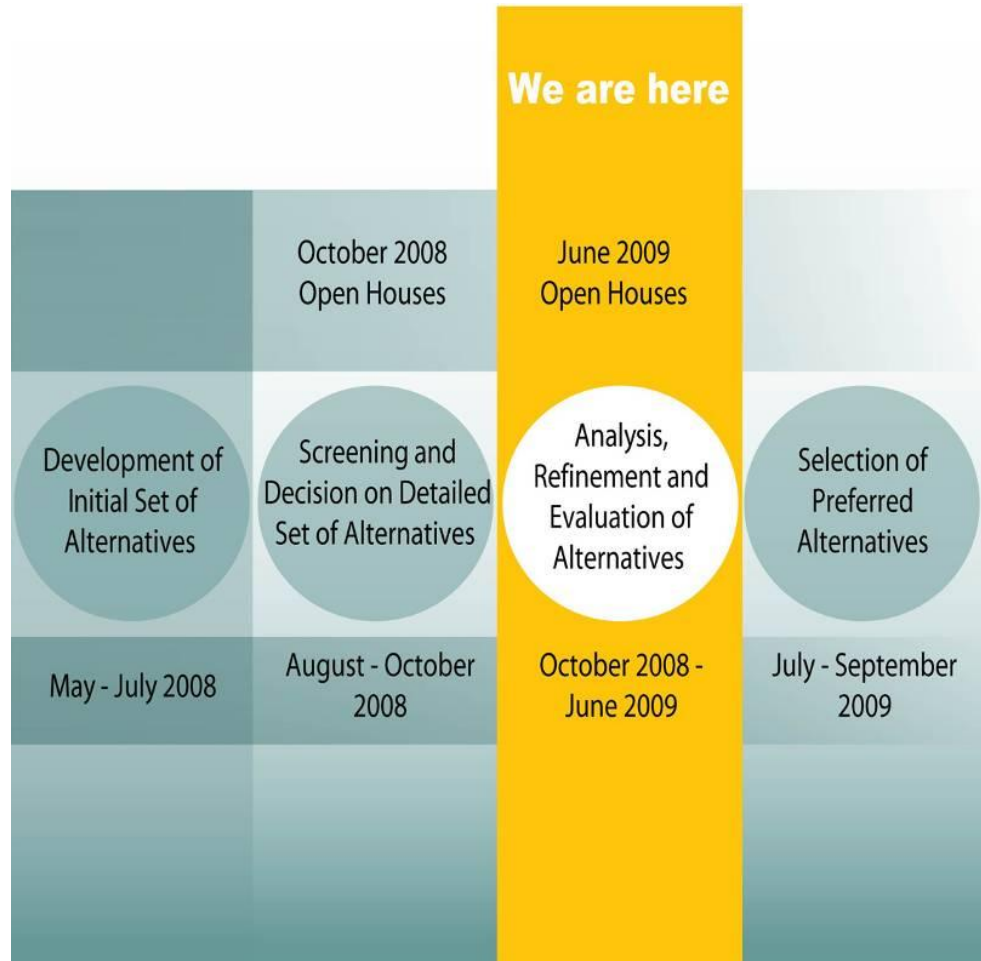 We are here
October 2008
Open Houses
June 2009
Open Houses
Development of
Initial Set of
Alternatives
Screening and
Decision on Detailed
Set of Alternatives
Analysis,
Refinement and
Evaluation of
Alternatives
Selection of
Preferred
Alternatives
May - July 2008
August - October
2008
October 2008 -
June 2009
July - September
2009